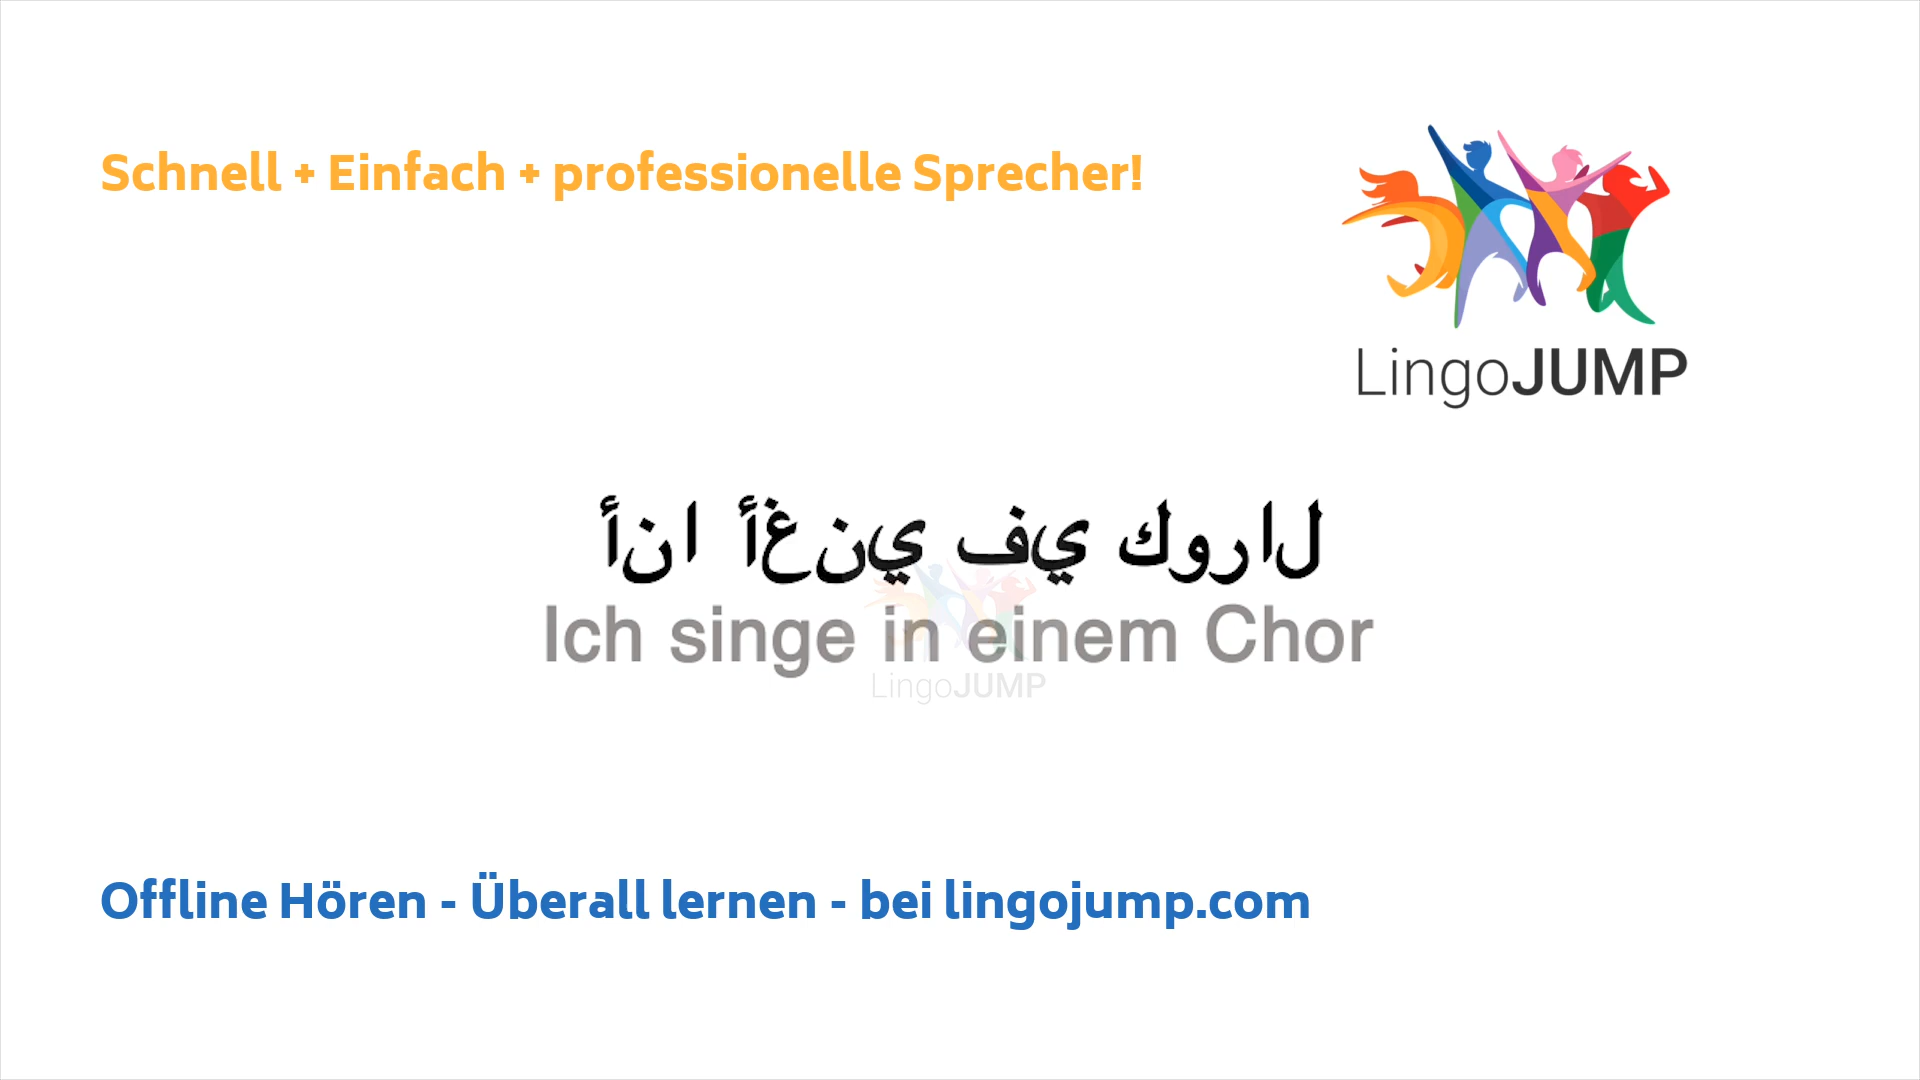 Schnell + Einfach + professionelle Sprecher!
LingoJUMP
أنا أغني في كورال
Ich singe in einem Chor
LingoJUMP
Offline Hören - Überall lernen - bei lingojump.com